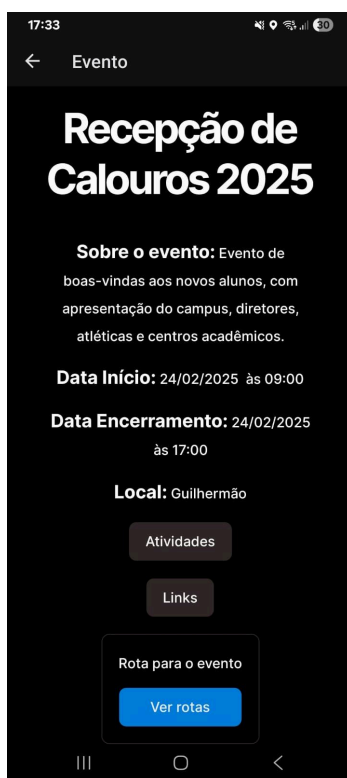 17:33
30
Evento
Recepção de
Calouros 2025
Sobre o evento: Evento de
boas-vindas aos novos alunos, com
apresentação do campus, diretores,
atléticas e centros acadêmicos.
Data Início: 24/02/2025 às 09:00
Data Encerramento: 24/02/2025
às 17:00
Local: Guilhermão
Atividades
Links
Rota para o evento
Ver rotas